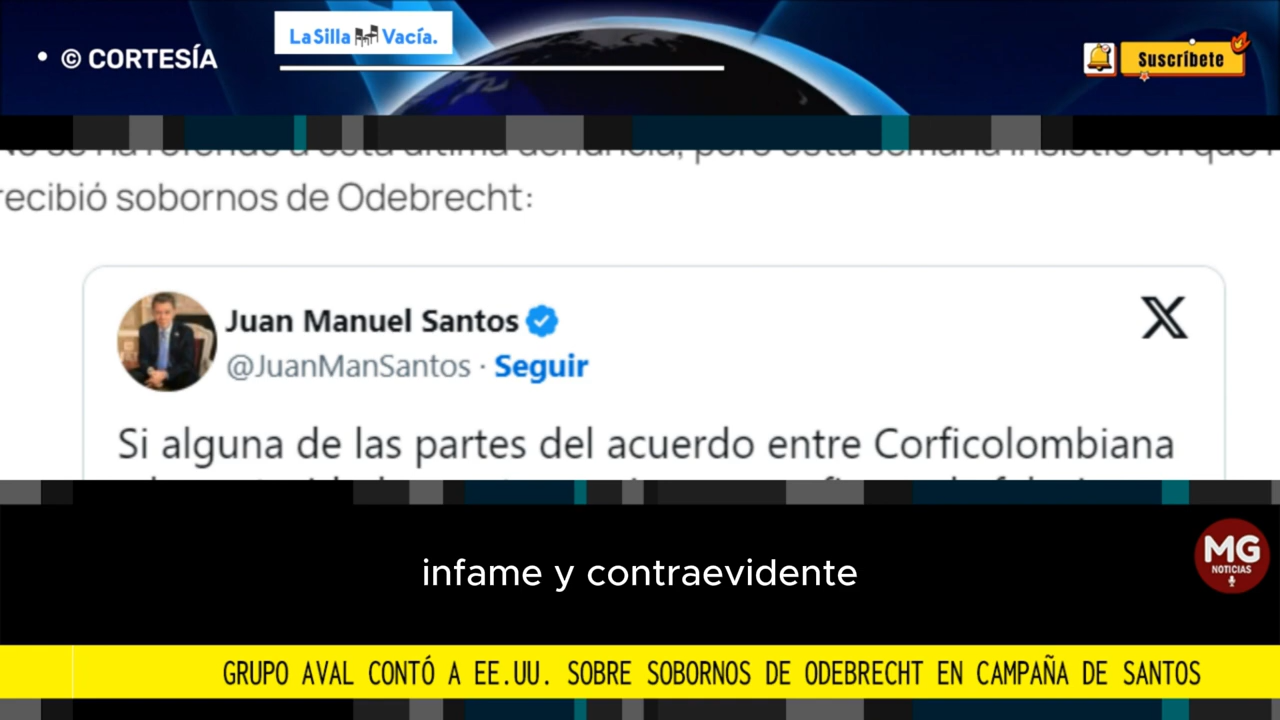 • © CORTESÍA
La Silla Vacía.
Suscríbete
recibió sobornos de Odebrecht:
Juan Manuel Santos
@JuanManSantos · Seguir
Si alguna de las partes del acuerdo entre Corficolombiana
infame y contraevidente
MG
NOTICIAS
GRUPO AVAL CONTÓ A EE.UU. SOBRE SOBORNOS DE ODEBRECHT EN CAMPAÑA DE SANTOS